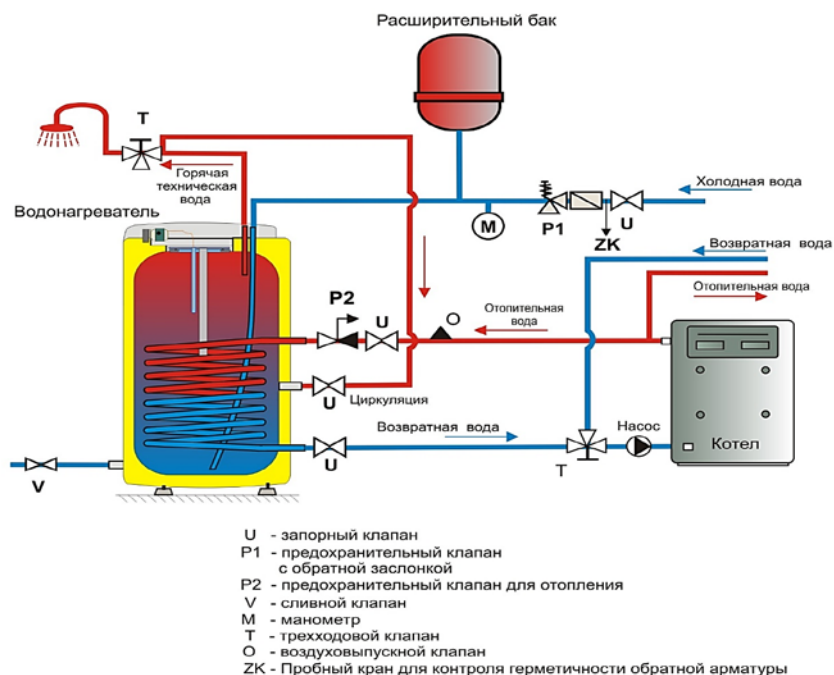 Расширительный бак
T
Горячая
техническая
вода
Водонагреватель
Холодная вода
M
P1
ZK
U
Возвратная вода
Отопительная
вода
P2
U
O
Отопительная
вода
U
Циркуляция
Возвратная вода
Насос
Котел
U
T
V
U - запорный клапан
P1 - предохранительный клапан
с обратной заслонкой
P2 - предохранительный клапан для отопления
V - сливной клапан
M - манометр
T - трехходовой клапан
O - воздуховыпускной клапан
ZK - Пробный кран для контроля герметичности обратной арматуры